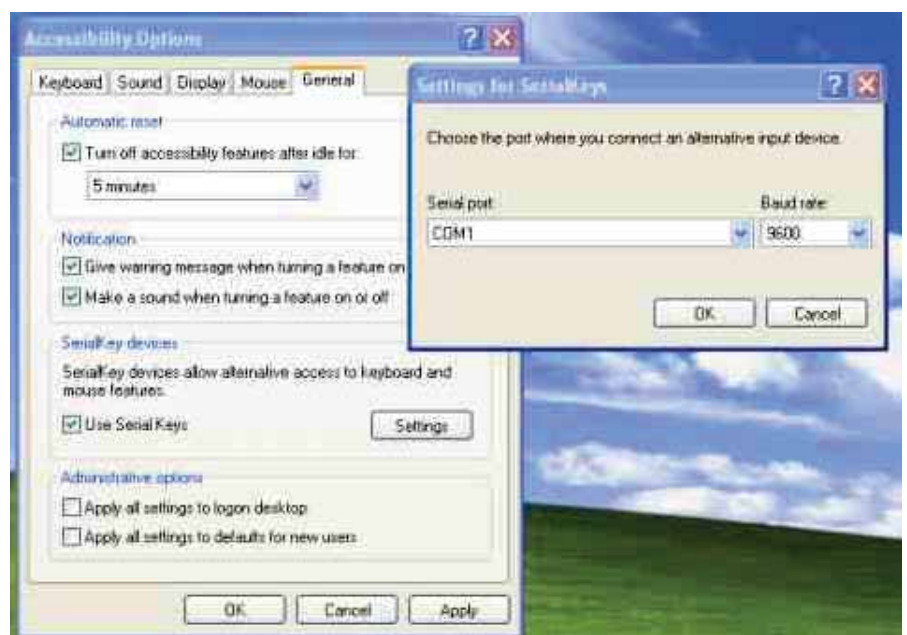 Accessibility Options
Keyboard Sound Display Mouse General
Automatic reset
Turn off accessibility features after idle for:
5 minutes
Notification
Give warning message when turning a feature on
Make a sound when turning a feature on or off
SerialKey devices
SerialKey devices allow alternative access to keyboard and
mouse features.
Use Serial Keys
Settings
Administrative options
Apply all settings to logon desktop
Apply all settings to defaults for new users
OK Cancel Apply
Settings for SerialKeys
Choose the port where you connect an alternative input device.
Serial port: Baud rate:
COM1 9600
OK Cancel